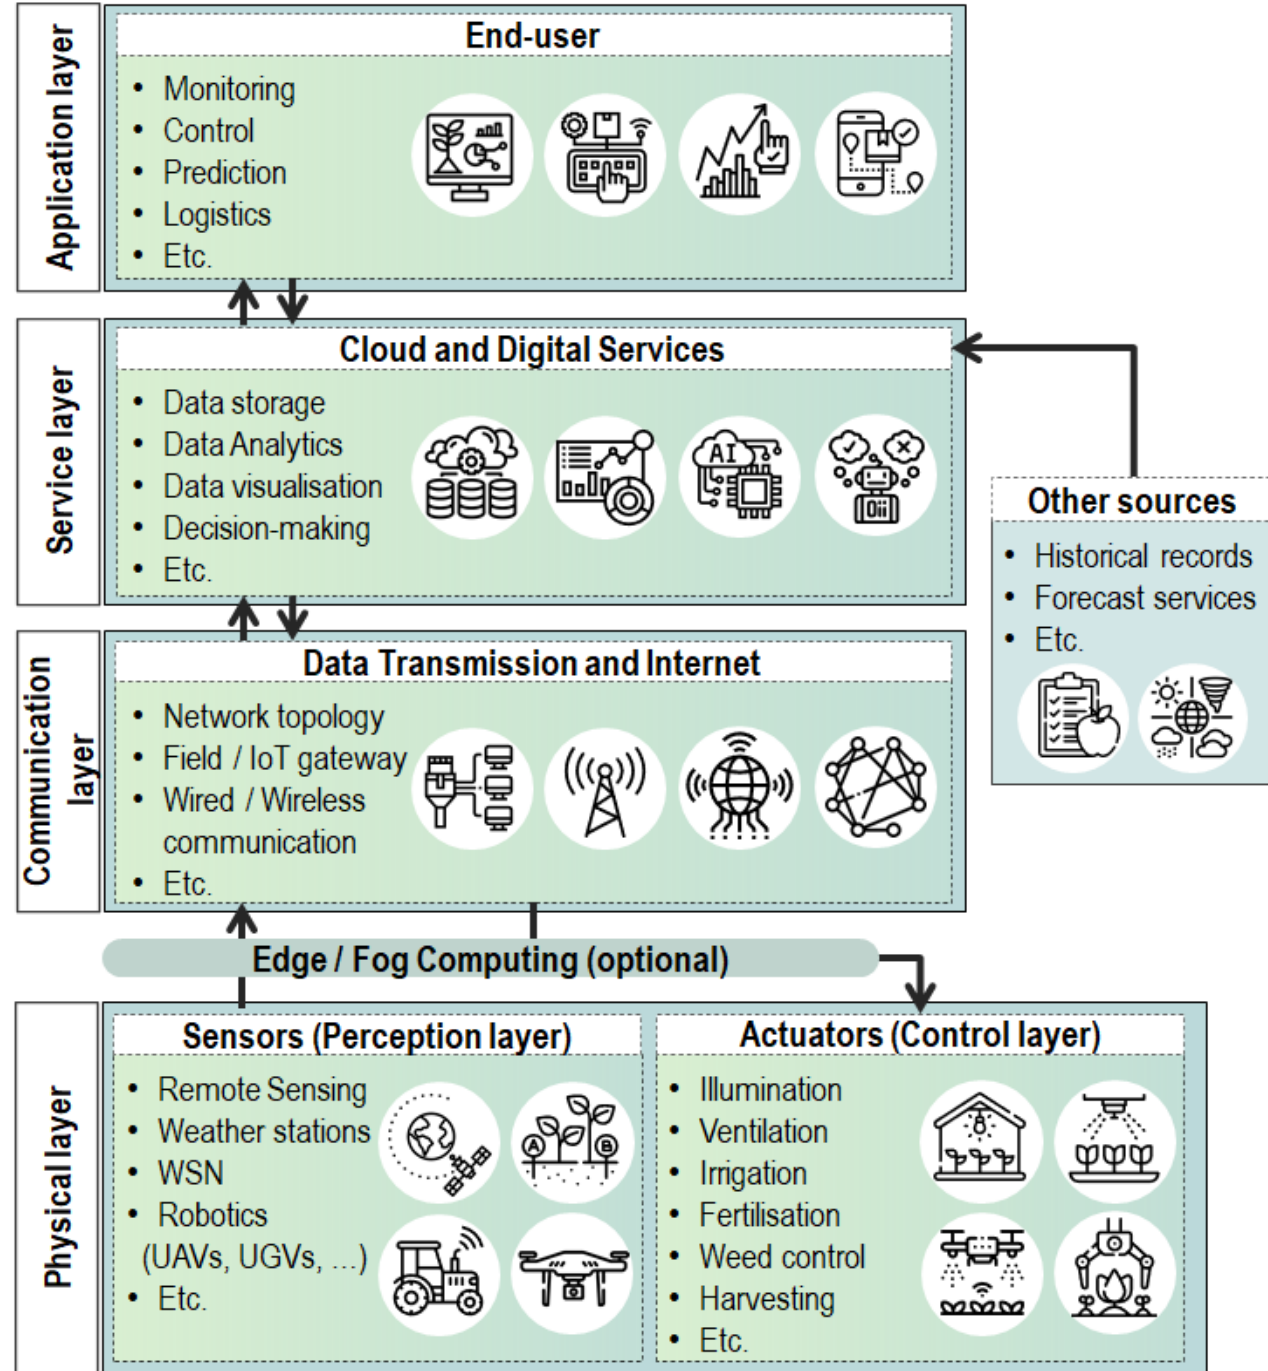 Application layer
End-user
• Monitoring
• Control
• Prediction
• Logistics
• Etc.
Service layer
Cloud and Digital Services
• Data storage
• Data Analytics
• Data visualisation
• Decision-making
• Etc.
AI
Other sources
• Historical records
• Forecast services
• Etc.
Communication
layer
Data Transmission and Internet
• Network topology
• Field / IoT gateway
• Wired / Wireless
communication
• Etc.
Edge / Fog Computing (optional)
Physical layer
Sensors (Perception layer)
• Remote Sensing
• Weather stations
• WSN
• Robotics
(UAVs, UGVs, ...)
• Etc.
A
B
Actuators (Control layer)
• Illumination
• Ventilation
• Irrigation
• Fertilisation
• Weed control
• Harvesting
• Etc.